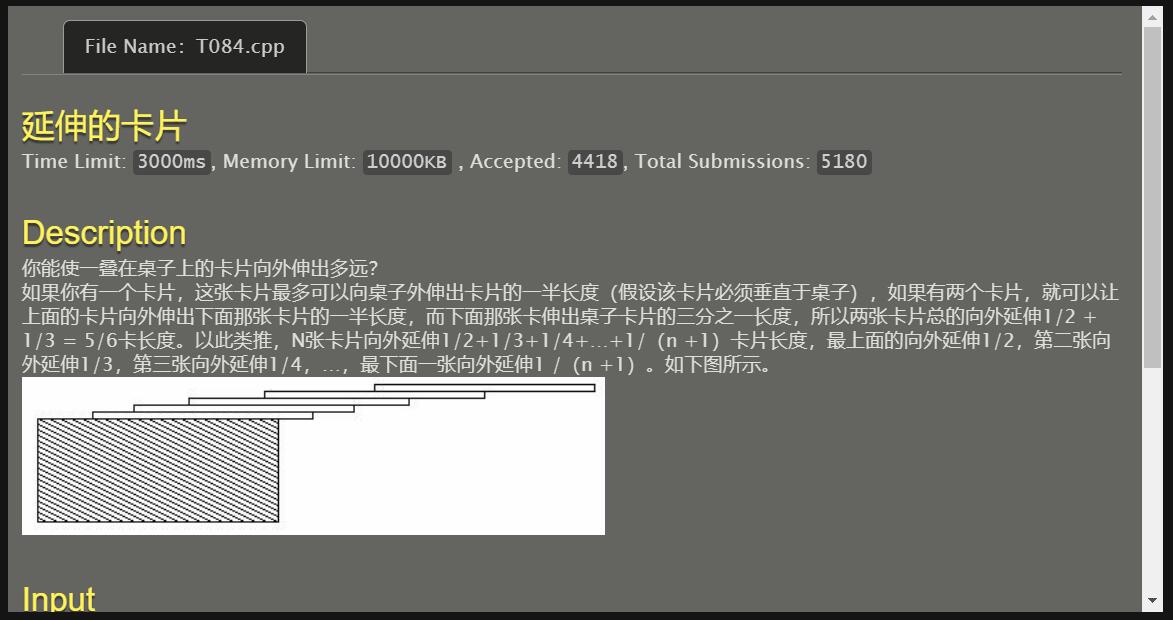 File Name：T084.cpp
延伸的卡片
Time Limit: 3000ms, Memory Limit: 10000KB , Accepted: 4418, Total Submissions: 5180
Description
你能使一叠在桌子上的卡片向外伸出多远？
如果你有一个卡片，这张卡片最多可以向桌子外伸出卡片的一半长度（假设该卡片必须垂直于桌子），如果有两个卡片，就可以让
上面的卡片向外伸出下面那张卡片的一半长度，而下面那张卡伸出桌子卡片的三分之一长度，所以两张卡片总的向外延伸1/2 +
1/3 = 5/6卡长度。以此类推，N张卡片向外延伸1/2+1/3+1/4+…+1/（n +1）卡片长度，最上面的向外延伸1/2，第二张向
外延伸1/3，第三张向外延伸1/4，…，最下面一张向外延伸1 /（n +1）。如下图所示。
Input